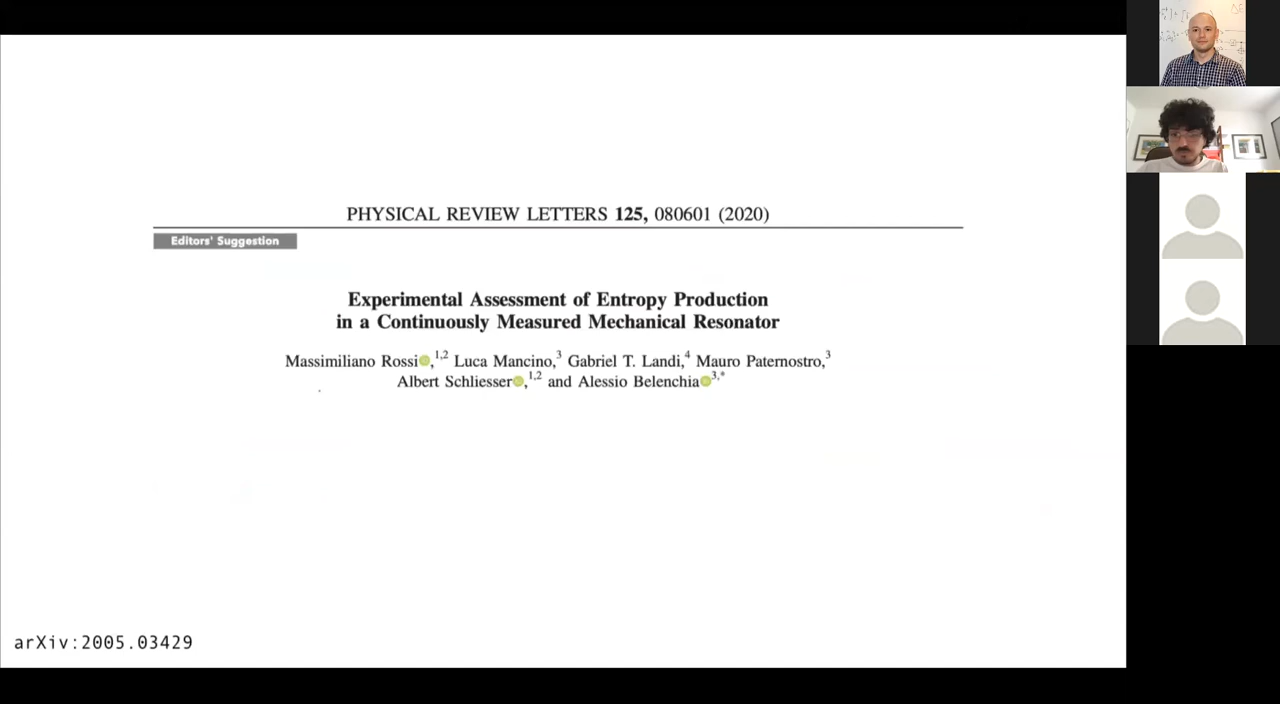 PHYSICAL REVIEW LETTERS 125, 080601 (2020)
Editors' Suggestion
Experimental Assessment of Entropy Production
in a Continuously Measured Mechanical Resonator
Massimiliano Rossi,1,2 Luca Mancino,3 Gabriel T. Landi,4 Mauro Paternostro,3
Albert Schliesser,1,2 and Alessio Belenchia3,*
arXiv:2005.03429